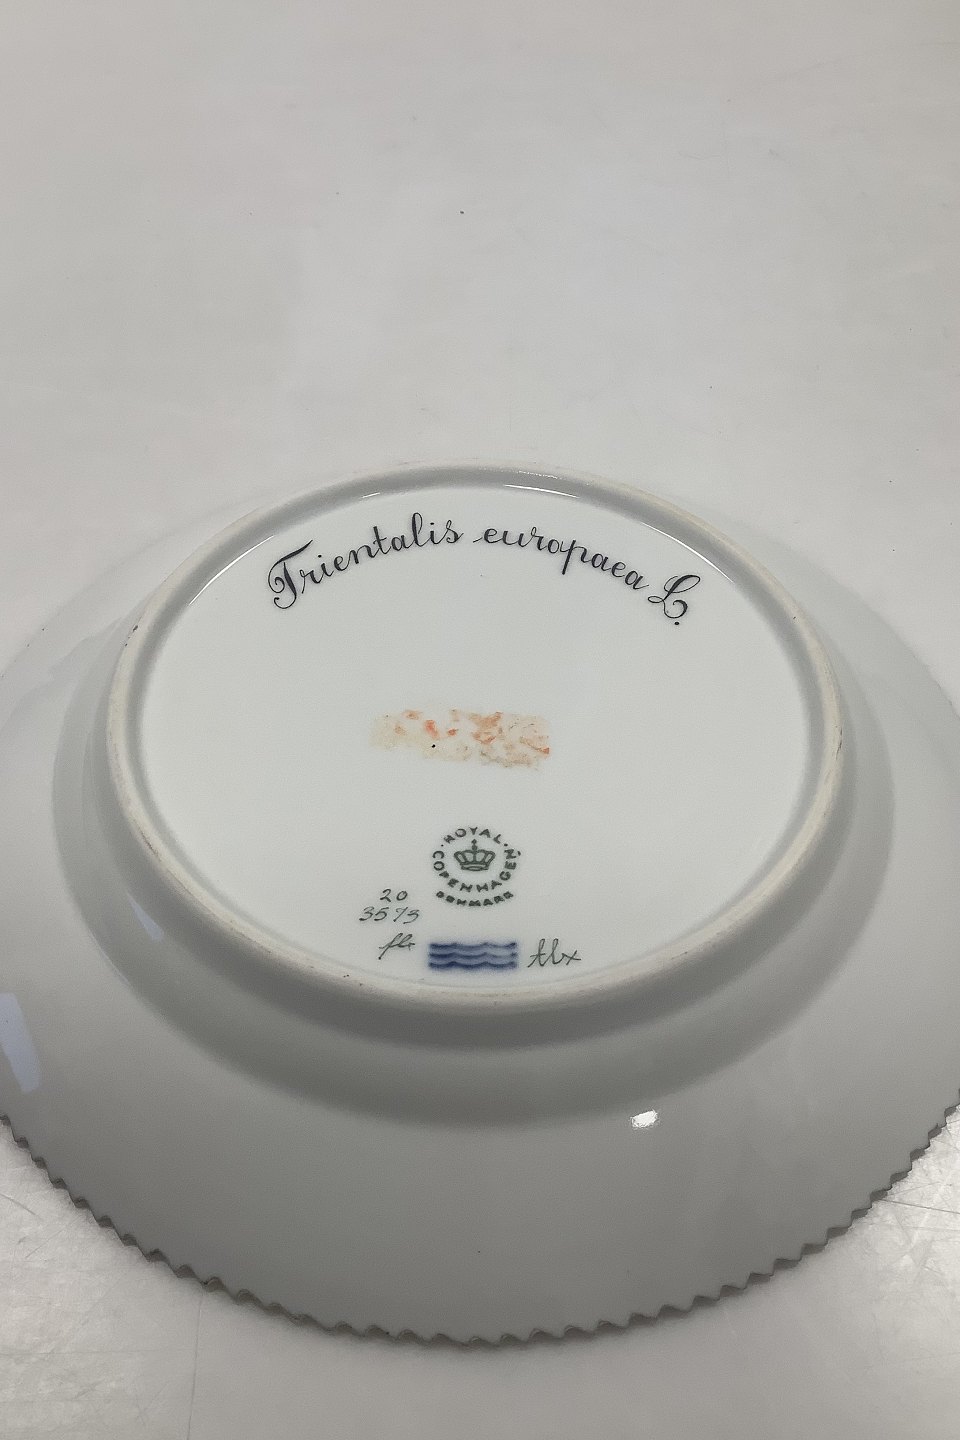 Trientalis europaea L.
ROYAL
COPENHAGEN
DENMARK
20
3573